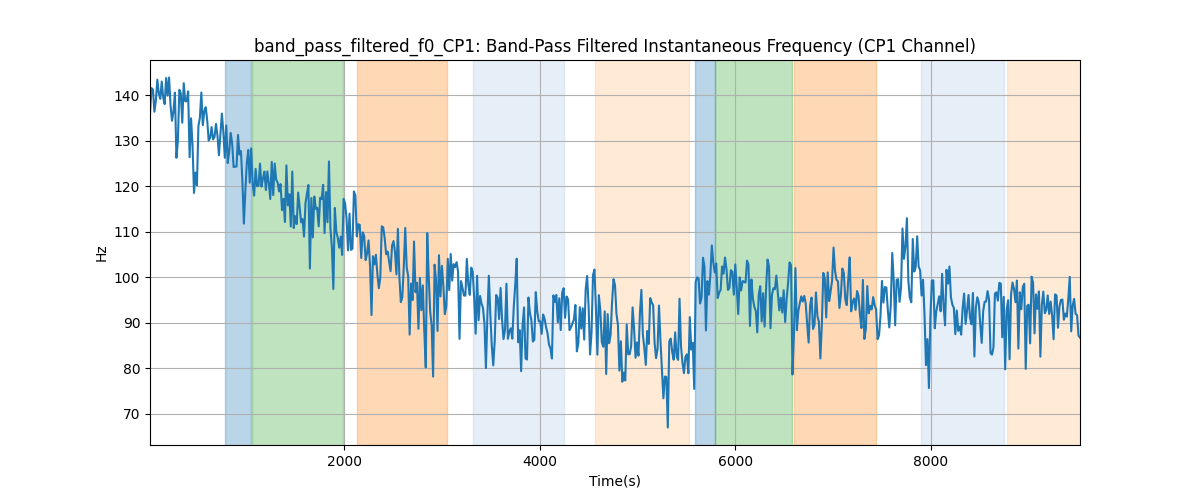 band_pass_filtered_f0_CP1: Band-Pass Filtered Instantaneous Frequency (CP1 Channel)
140
130
120
110
100
90
80
70
Hz
2000 4000 6000 8000
Time(s)